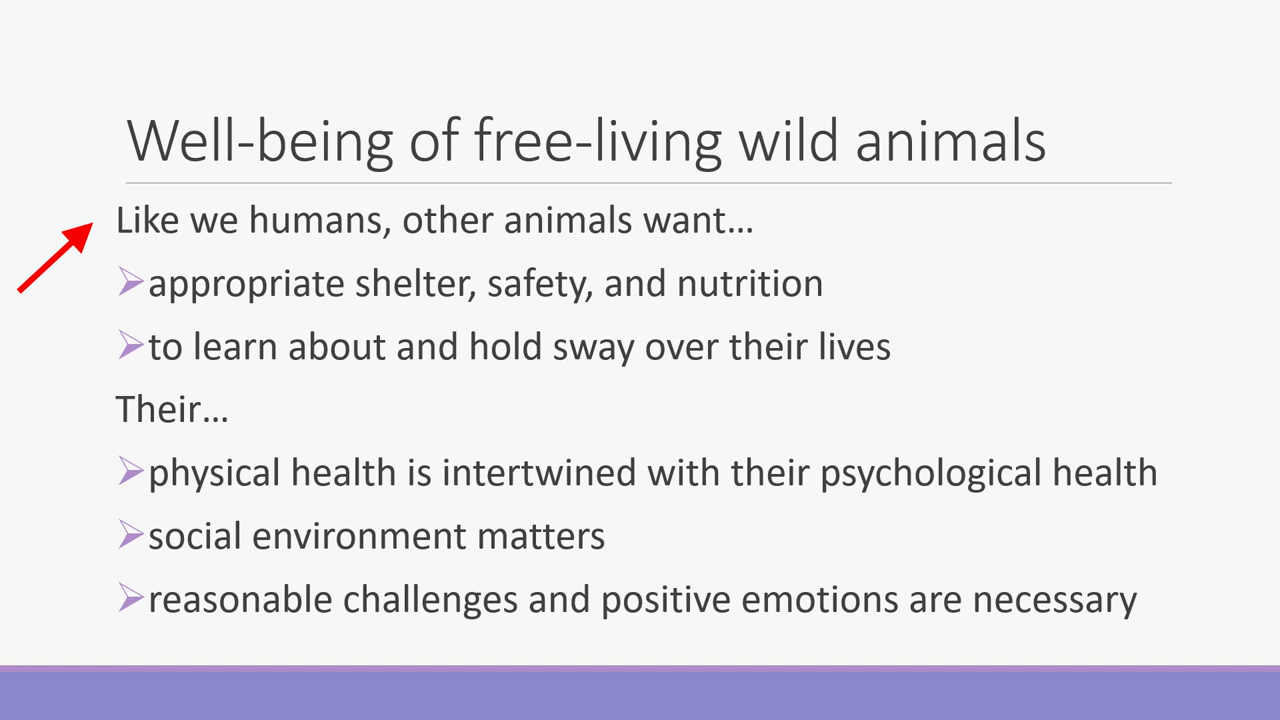 Well-being of free-living wild animals
Like we humans, other animals want…
appropriate shelter, safety, and nutrition
to learn about and hold sway over their lives
Their…
physical health is intertwined with their psychological health
social environment matters
reasonable challenges and positive emotions are necessary